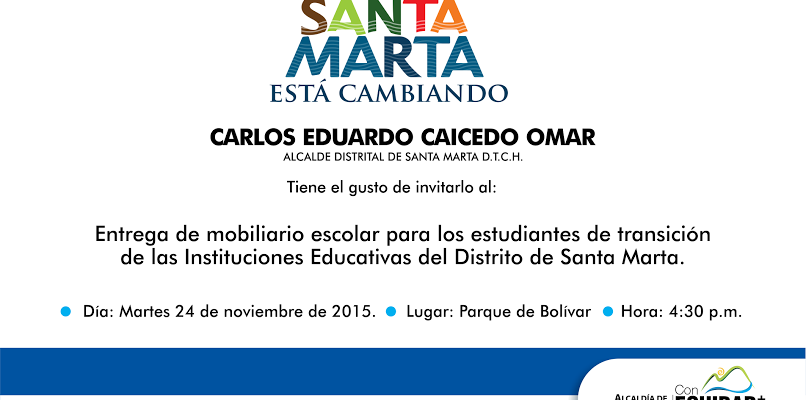 SANTA
MARTA
ESTÁ CAMBIANDO
CARLOS EDUARDO CAICEDO OMAR
ALCALDE DISTRITAL DE SANTA MARTA D.T.C.H.
Tiene el gusto de invitarlo al:
Entrega de mobiliario escolar para los estudiantes de transición
de las Instituciones Educativas del Distrito de Santa Marta.
Día: Martes 24 de noviembre de 2015. Lugar: Parque de Bolívar Hora: 4:30 p.m.
Con
ALCALDÍA DE EQUIDAD+